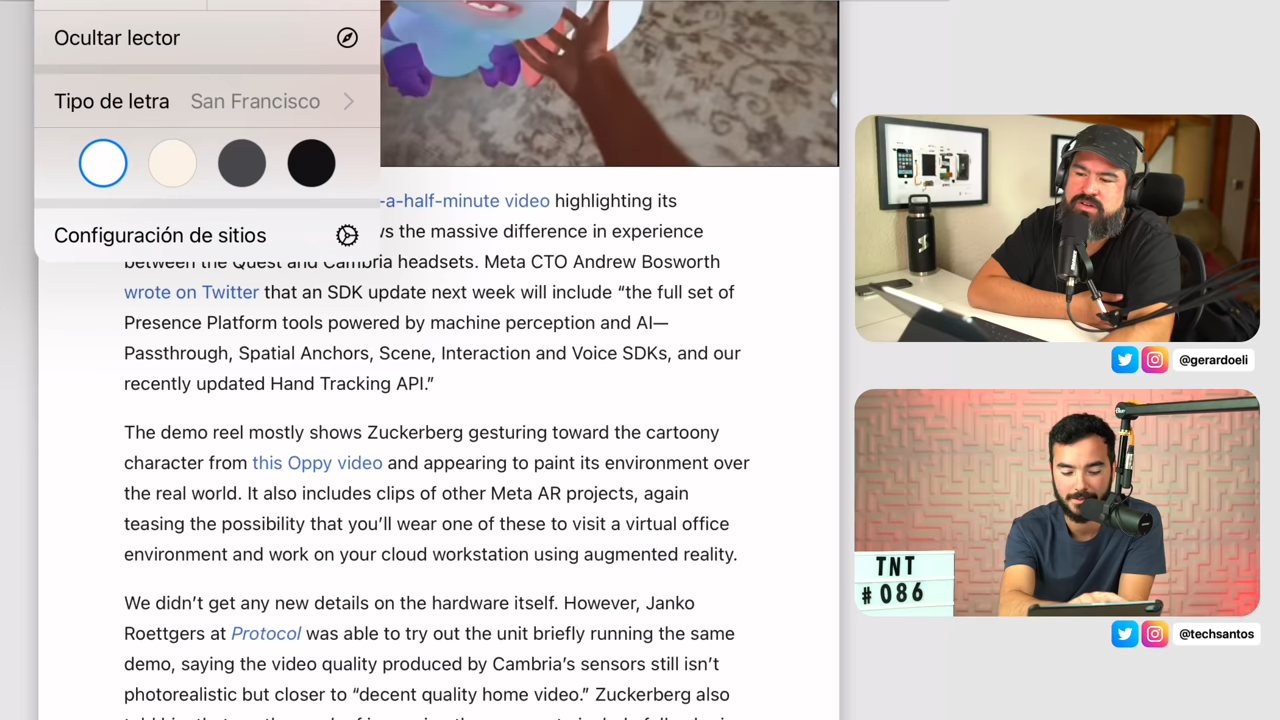 Ocultar lector
Tipo de letra San Francisco
Configuración de sitios
-a-half-minute video highlighting its
the massive difference in experience
between the Quest and Cambria headsets. Meta CTO Andrew Bosworth
wrote on Twitter that an SDK update next week will include “the full set of
Presence Platform tools powered by machine perception and AI—
Passthrough, Spatial Anchors, Scene, Interaction and Voice SDKs, and our
recently updated Hand Tracking API.”
The demo reel mostly shows Zuckerberg gesturing toward the cartoony
character from this Oppy video and appearing to paint its environment over
the real world. It also includes clips of other Meta AR projects, again
teasing the possibility that you’ll wear one of these to visit a virtual office
environment and work on your cloud workstation using augmented reality.
We didn’t get any new details on the hardware itself. However, Janko
Roettgers at Protocol was able to try out the unit briefly running the same
demo, saying the video quality produced by Cambria’s sensors still isn’t
photorealistic but closer to “decent quality home video.” Zuckerberg also
@gerardoeli
TNT
#086
@techsantos